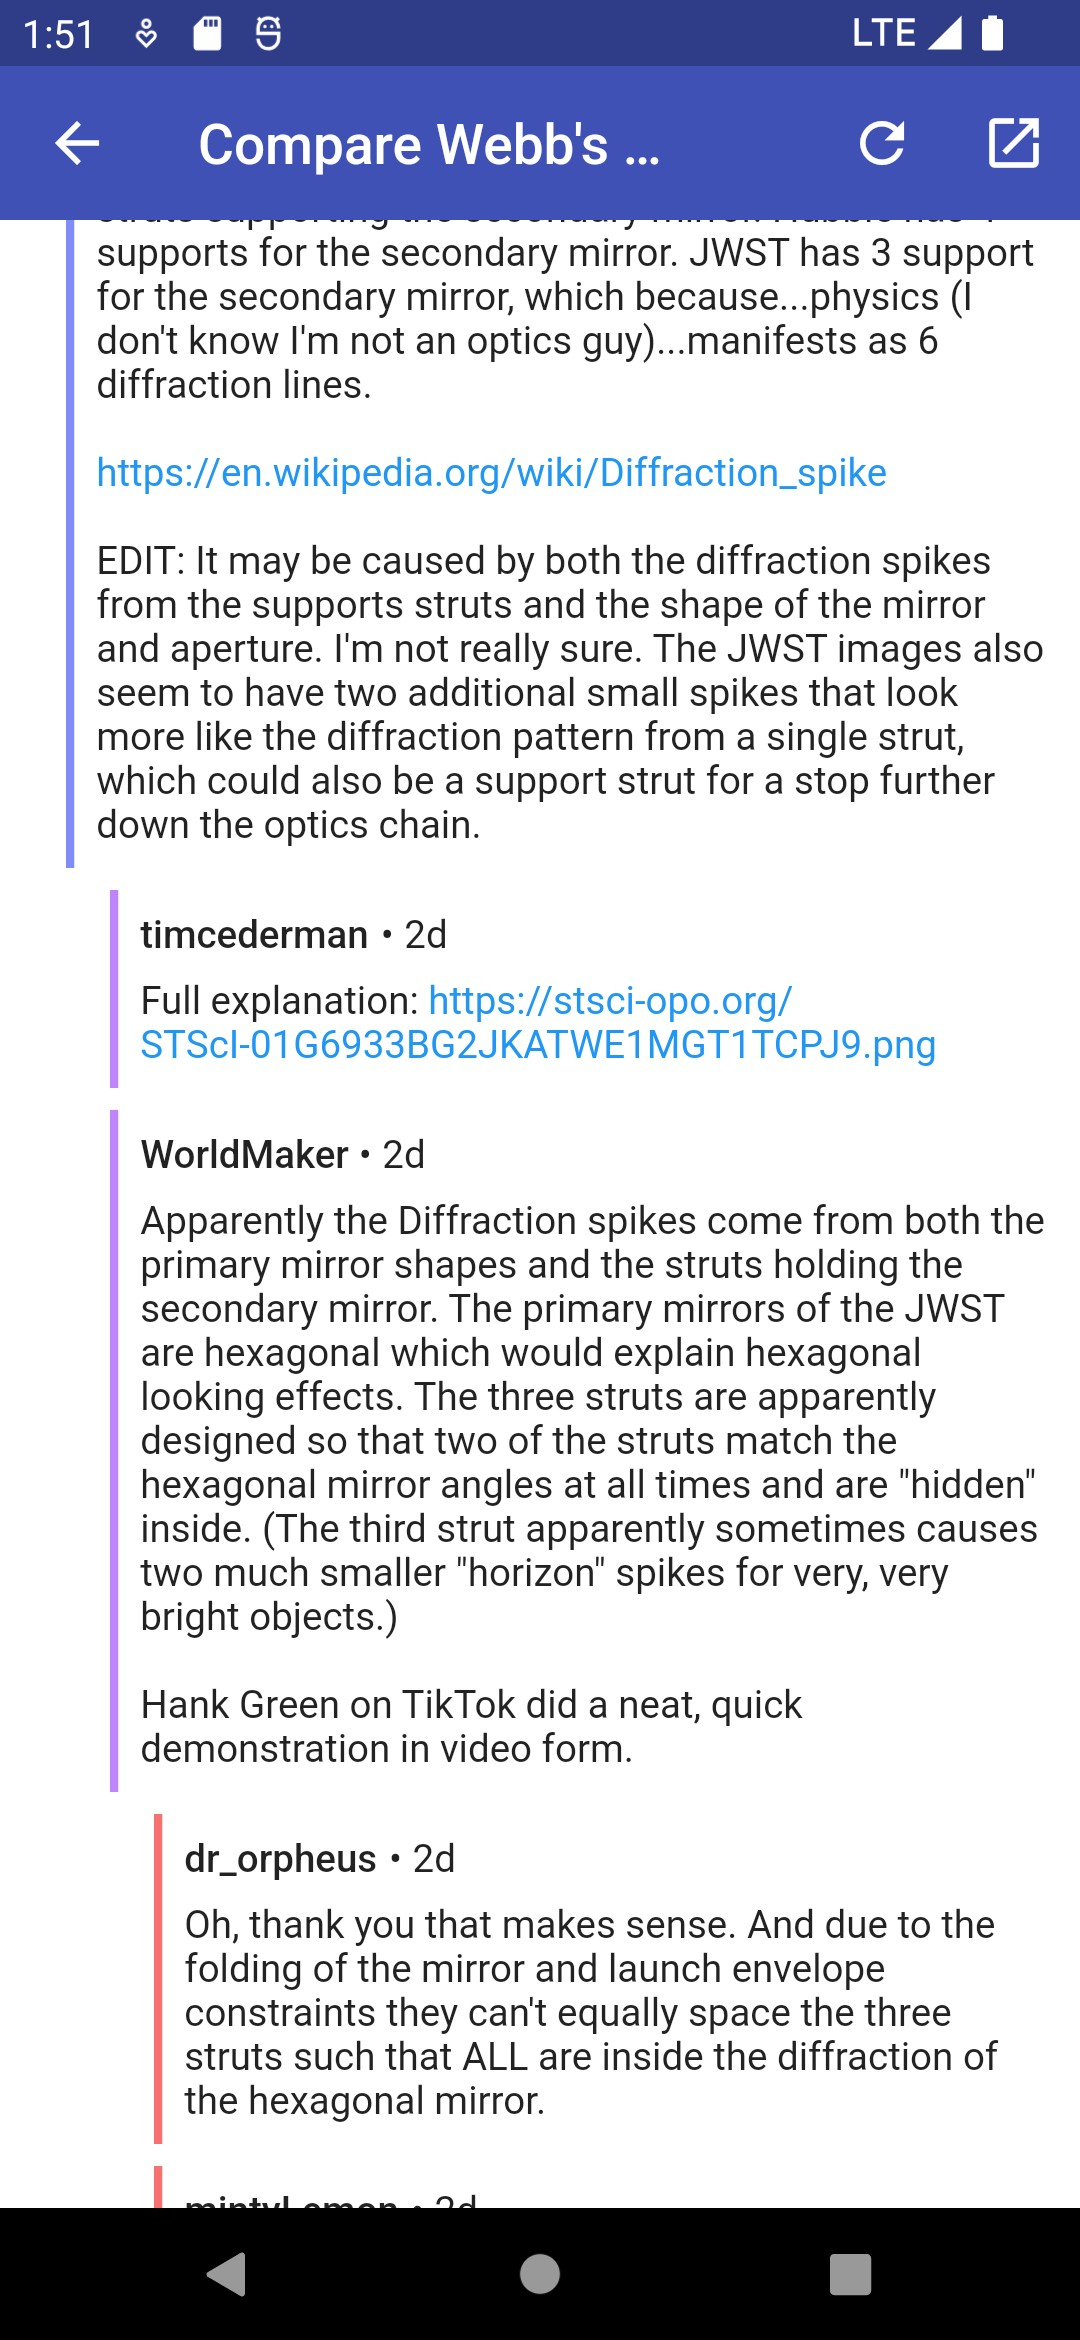 1:51
LTE
Compare Webb's ...
supports for the secondary mirror. JWST has 3 support
for the secondary mirror, which because...physics (I
don't know I'm not an optics guy)...manifests as 6
diffraction lines.
https://en.wikipedia.org/wiki/Diffraction_spike
EDIT: It may be caused by both the diffraction spikes
from the supports struts and the shape of the mirror
and aperture. I'm not really sure. The JWST images also
seem to have two additional small spikes that look
more like the diffraction pattern from a single strut,
which could also be a support strut for a stop further
down the optics chain.
timcederman • 2d
Full explanation: https://stsci-opo.org/
STScI-01G6933BG2JKATWE1MGT1TCPJ9.png
WorldMaker • 2d
Apparently the Diffraction spikes come from both the
primary mirror shapes and the struts holding the
secondary mirror. The primary mirrors of the JWST
are hexagonal which would explain hexagonal
looking effects. The three struts are apparently
designed so that two of the struts match the
hexagonal mirror angles at all times and are "hidden"
inside. (The third strut apparently sometimes causes
two much smaller "horizon" spikes for very, very
bright objects.)
Hank Green on TikTok did a neat, quick
demonstration in video form.
dr_orpheus • 2d
Oh, thank you that makes sense. And due to the
folding of the mirror and launch envelope
constraints they can't equally space the three
struts such that ALL are inside the diffraction of
the hexagonal mirror.